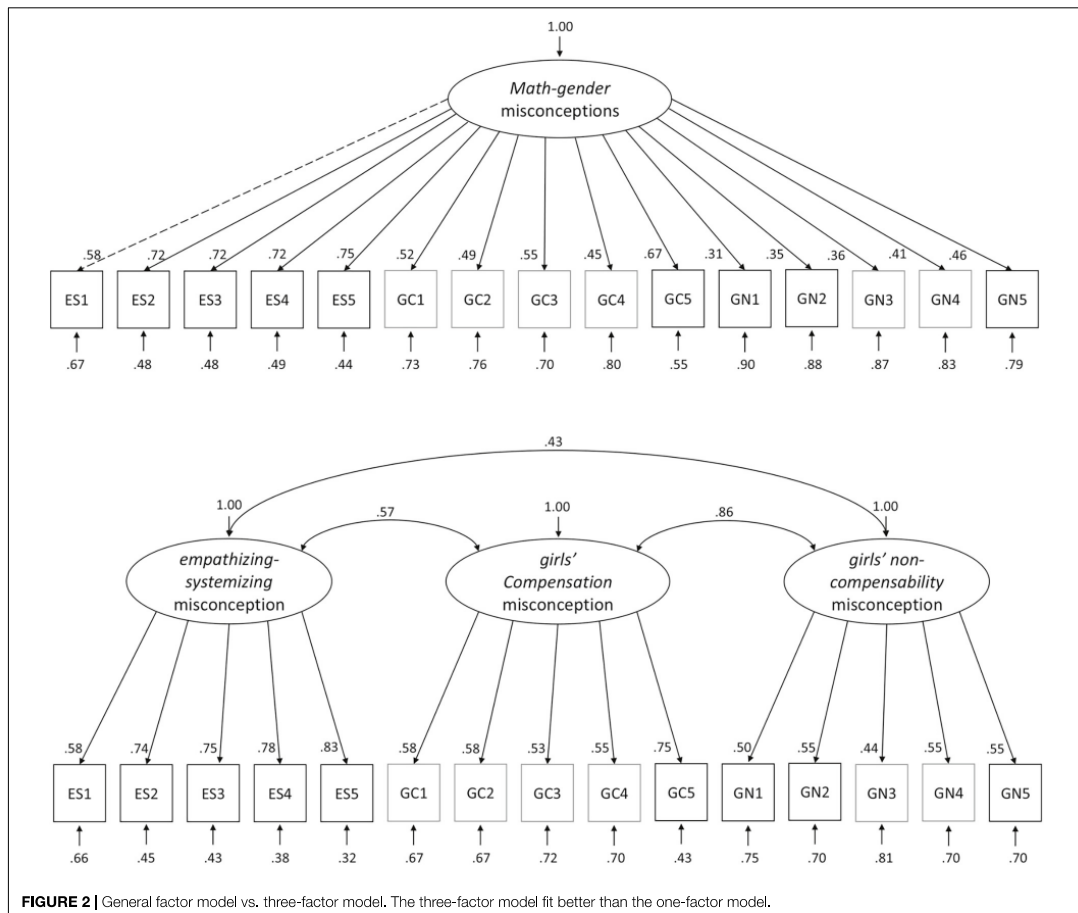 1.00
Math-gender
misconceptions
.58 .72 .72 .72 .75 .52 .49 .55 .45 .67 .31 .35 .36 .41 .46
ES1 ES2 ES3 ES4 ES5 GC1 GC2 GC3 GC4 GC5 GN1 GN2 GN3 GN4 GN5
.67 .48 .48 .49 .44 .73 .76 .70 .80 .55 .90 .88 .87 .83 .79
.43
1.00 .57 1.00 .86 1.00
empathizing-
systemizing
misconception
girls'
Compensation
misconception
girls' non-
compensability
misconception
.58 .74 .75 .78 .83 .58 .58 .53 .55 .75 .50 .55 .44 .55 .55
ES1 ES2 ES3 ES4 ES5 GC1 GC2 GC3 GC4 GC5 GN1 GN2 GN3 GN4 GN5
.66 .45 .43 .38 .32 .67 .67 .72 .70 .43 .75 .70 .81 .70 .70
FIGURE 2 | General factor model vs. three-factor model. The three-factor model fit better than the one-factor model.